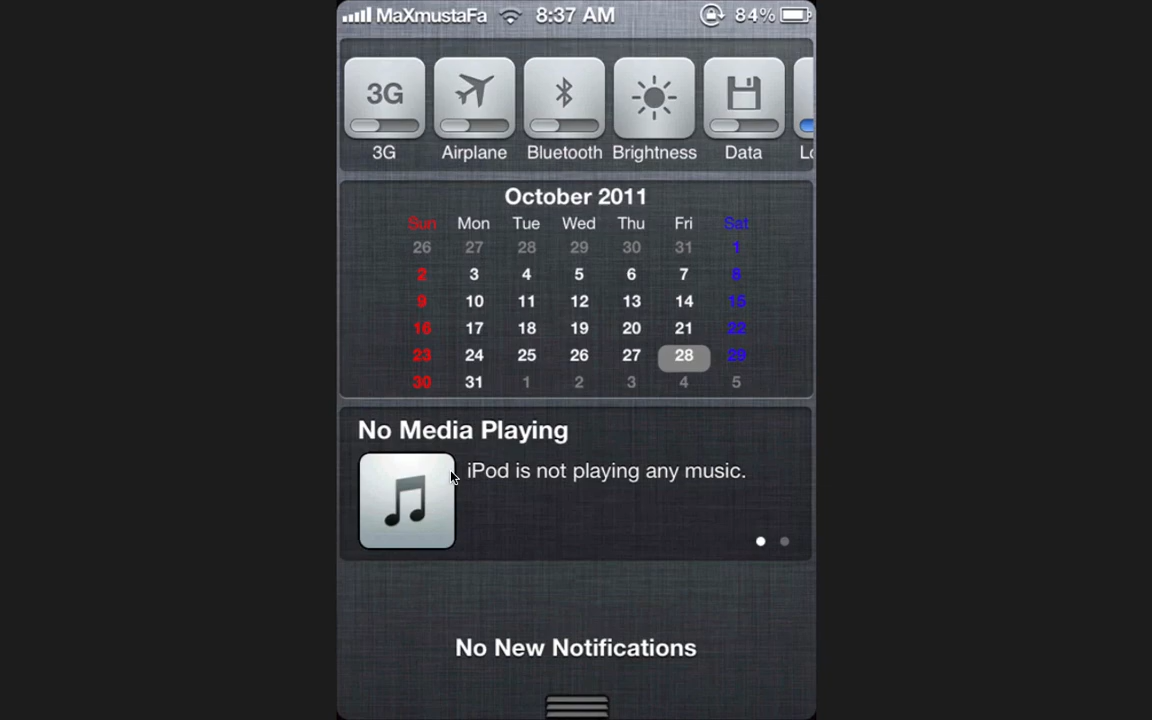 MaXmustaFa 8:37 AM 84%
3G
3G Airplane Bluetooth Brightness Data Lo
October 2011
Sun Mon Tue Wed Thu Fri Sat
26 27 28 29 30 31 1
2 3 4 5 6 7 8
9 10 11 12 13 14 15
16 17 18 19 20 21 22
23 24 25 26 27 28 29
30 31 1 2 3 4 5
No Media Playing
iPod is not playing any music.
No New Notifications